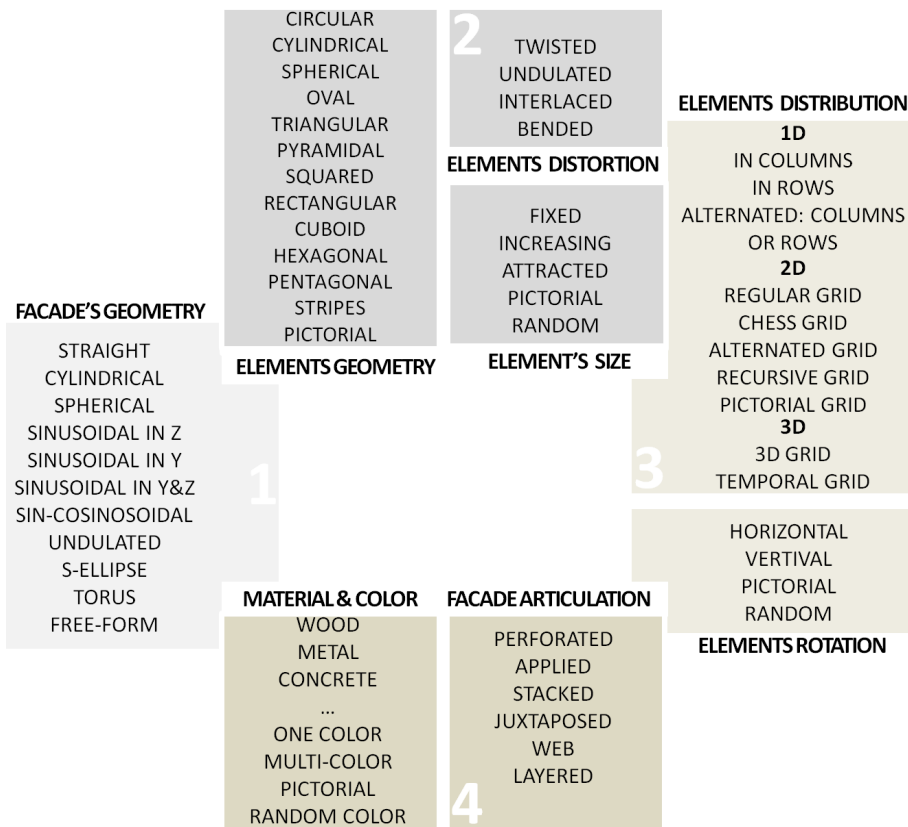 FACADE'S GEOMETRY
STRAIGHT
CYLINDRICAL
SPHERICAL
SINUSOIDAL IN Z
SINUSOIDAL IN Y
SINUSOIDAL IN Y&Z
SIN-COSINOSOIDAL
UNDULATED
S-ELLIPSE
TORUS
FREE-FORM
1
CIRCULAR
CYLINDRICAL
SPHERICAL
OVAL
TRIANGULAR
PYRAMIDAL
SQUARED
RECTANGULAR
CUBOID
HEXAGONAL
PENTAGONAL
STRIPES
PICTORIAL
ELEMENTS GEOMETRY
2
TWISTED
UNDULATED
INTERLACED
BENDED
ELEMENTS DISTORTION
FIXED
INCREASING
ATTRACTED
PICTORIAL
RANDOM
ELEMENT'S SIZE
ELEMENTS DISTRIBUTION
1D
IN COLUMNS
IN ROWS
ALTERNATED: COLUMNS
OR ROWS
2D
REGULAR GRID
CHESS GRID
ALTERNATED GRID
RECURSIVE GRID
PICTORIAL GRID
3D
3D GRID
TEMPORAL GRID
3
HORIZONTAL
VERTIVAL
PICTORIAL
RANDOM
ELEMENTS ROTATION
MATERIAL & COLOR
WOOD
METAL
CONCRETE
...
ONE COLOR
MULTI-COLOR
PICTORIAL
RANDOM COLOR
FACADE ARTICULATION
PERFORATED
APPLIED
STACKED
JUXTAPOSED
WEB
LAYERED
4